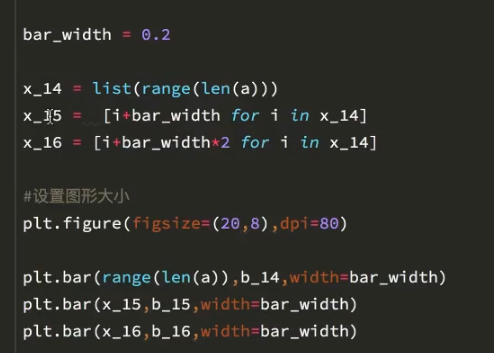 bar_width = 0.2
x_14 = list(range(len(a)))
x_15 =  [i+bar_width for i in x_14]
x_16 = [i+bar_width*2 for i in x_14]
#设置图形大小
plt.figure(figsize=(20,8),dpi=80)
plt.bar(range(len(a)),b_14,width=bar_width)
plt.bar(x_15,b_15,width=bar_width)
plt.bar(x_16,b_16,width=bar_width)